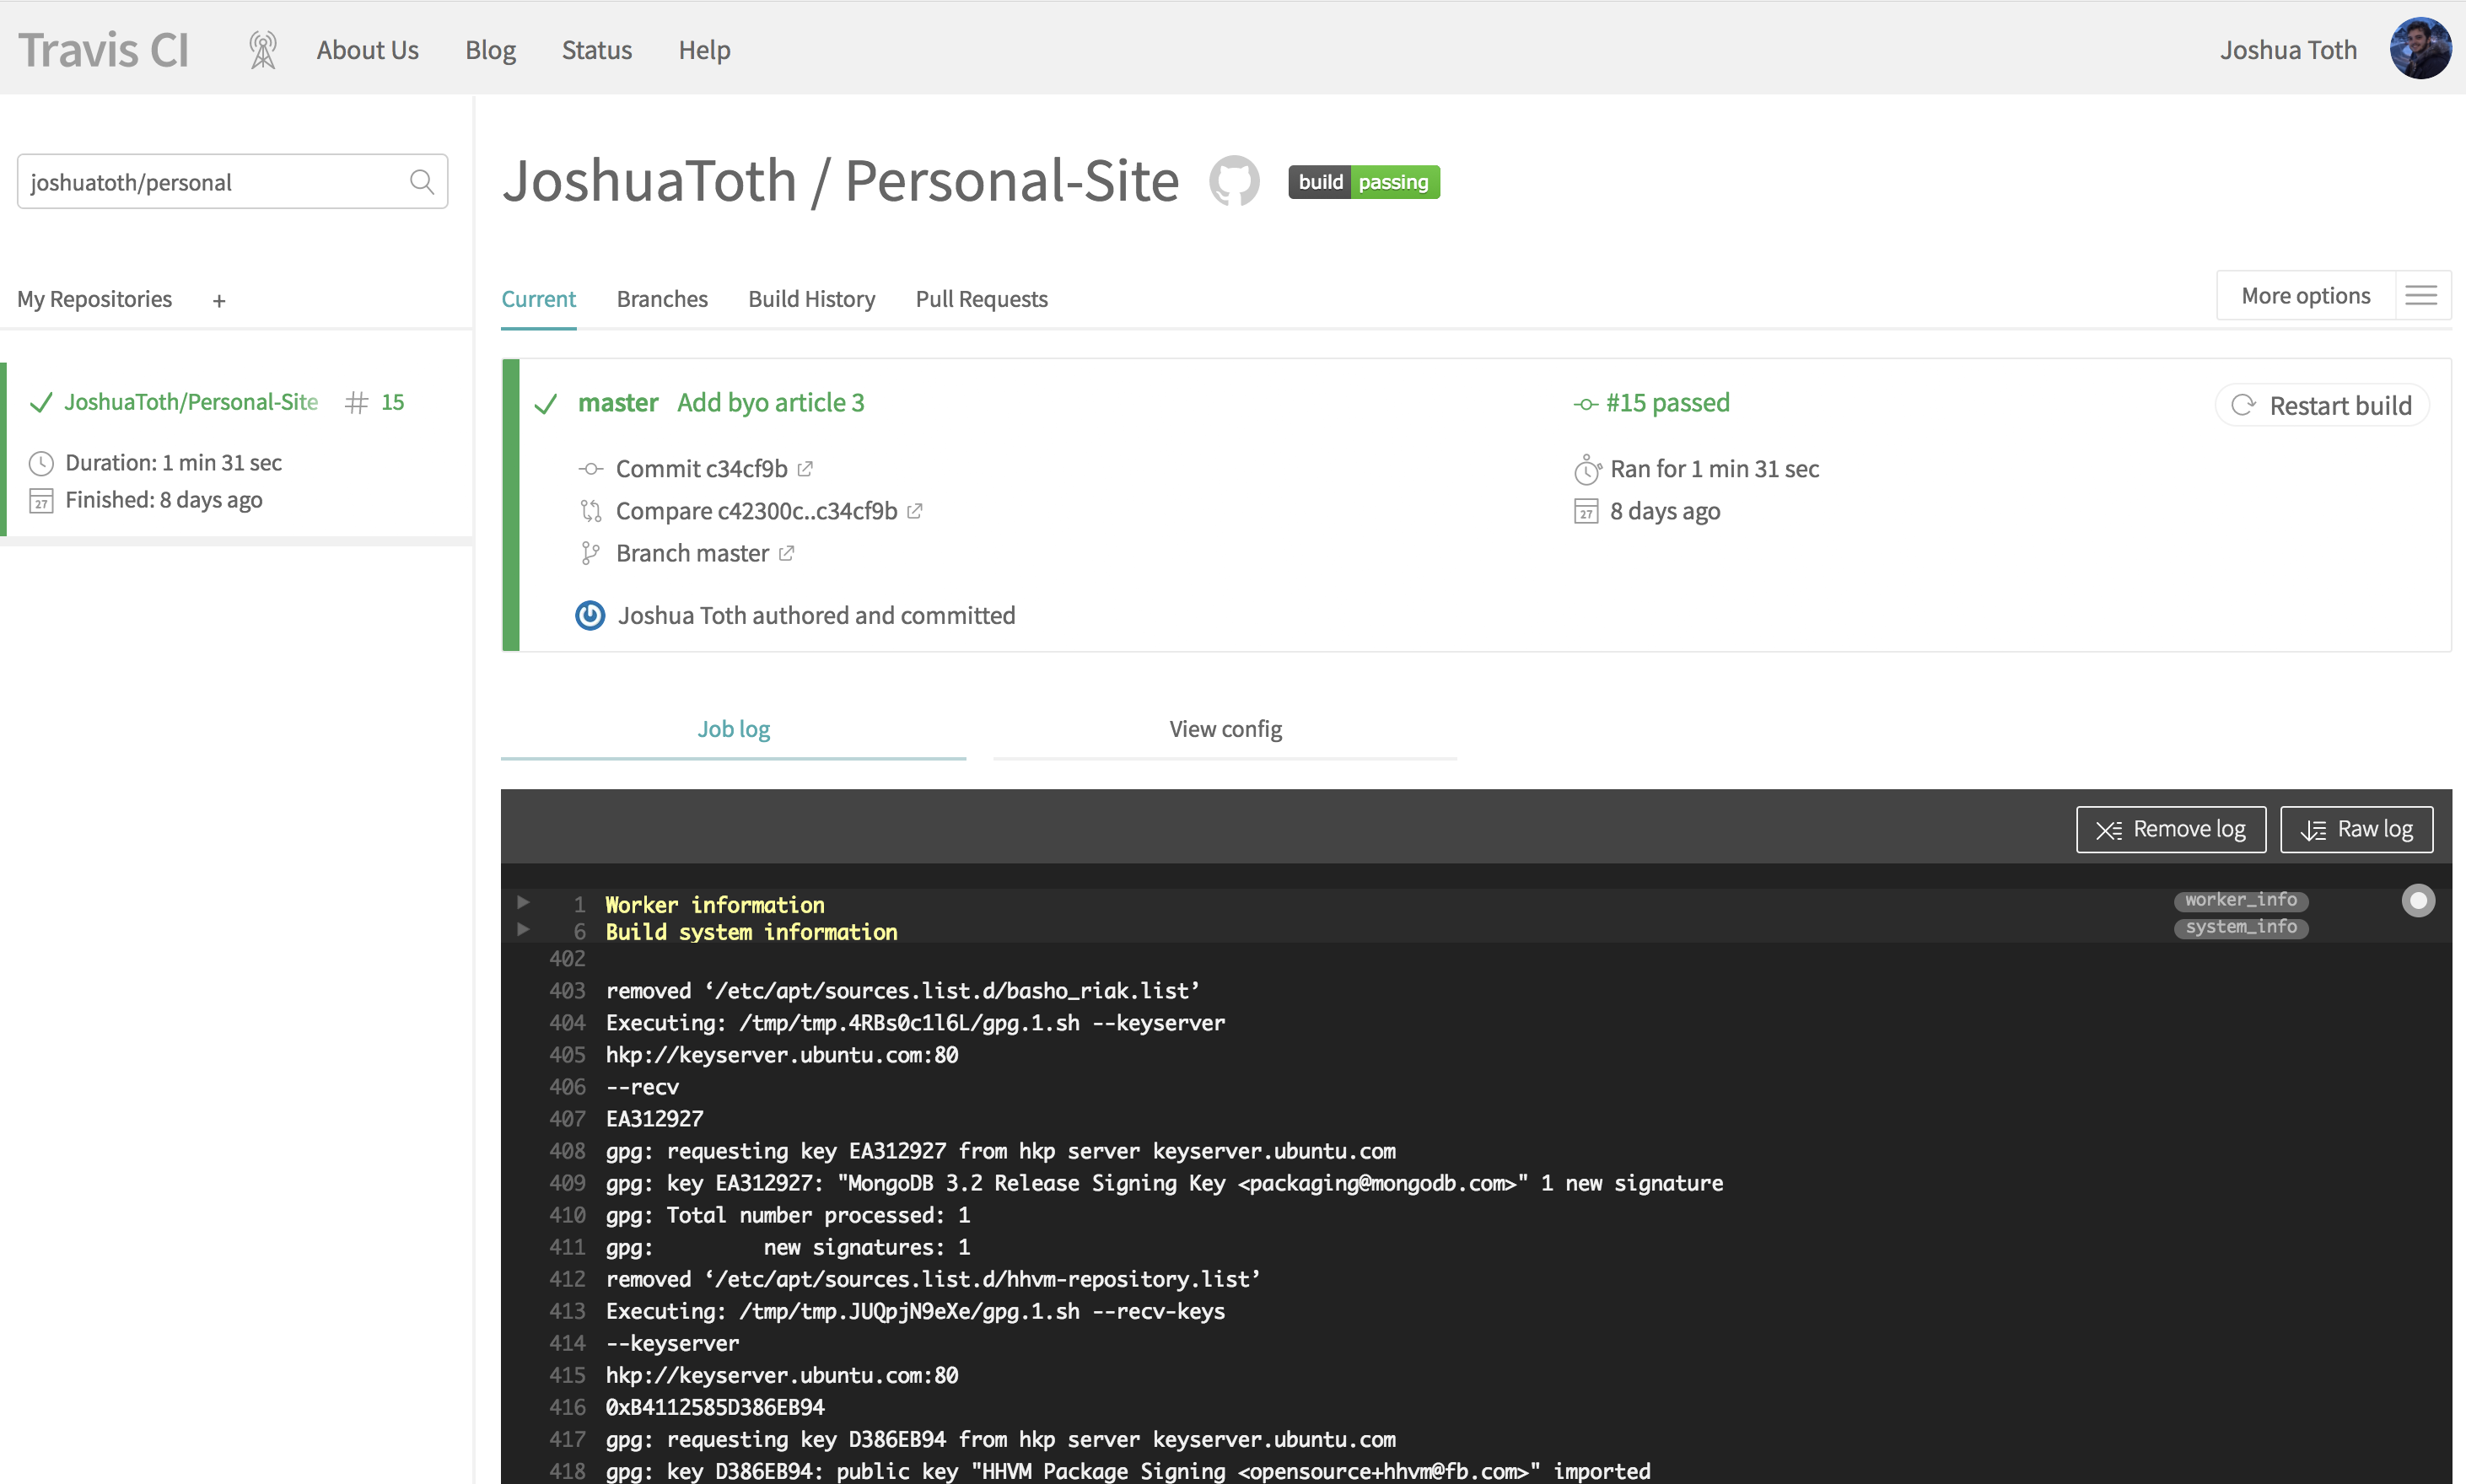 Travis CI About Us Blog Status Help Joshua Toth
joshuatoth/personal
JoshuaToth / Personal-Site build passing
My Repositories +
Current Branches Build History Pull Requests More options
JoshuaToth/Personal-Site # 15
Duration: 1 min 31 sec
27 Finished: 8 days ago
master Add byo article 3 #15 passed Restart build
Commit c34cf9b Ran for 1 min 31 sec
Compare c42300c..c34cf9b 27 8 days ago
Branch master
Joshua Toth authored and committed
Job log View config
Remove log Raw log
1 Worker information worker_info
6 Build system information system_info
402
403 removed ‘/etc/apt/sources.list.d/basho_riak.list’
404 Executing: /tmp/tmp.4RBs0c1l6L/gpg.1.sh --keyserver
405 hkp://keyserver.ubuntu.com:80
406 --recv
407 EA312927
408 gpg: requesting key EA312927 from hkp server keyserver.ubuntu.com
409 gpg: key EA312927: "MongoDB 3.2 Release Signing Key <packaging@mongodb.com>" 1 new signature
410 gpg: Total number processed: 1
411 gpg:         new signatures: 1
412 removed ‘/etc/apt/sources.list.d/hhvm-repository.list’
413 Executing: /tmp/tmp.JUQpjN9eXe/gpg.1.sh --recv-keys
414 --keyserver
415 hkp://keyserver.ubuntu.com:80
416 0xB4112585D386EB94
417 gpg: requesting key D386EB94 from hkp server keyserver.ubuntu.com
418 gpg: key D386EB94: public key "HHVM Package Signing <opensource+hhvm@fb.com>" imported